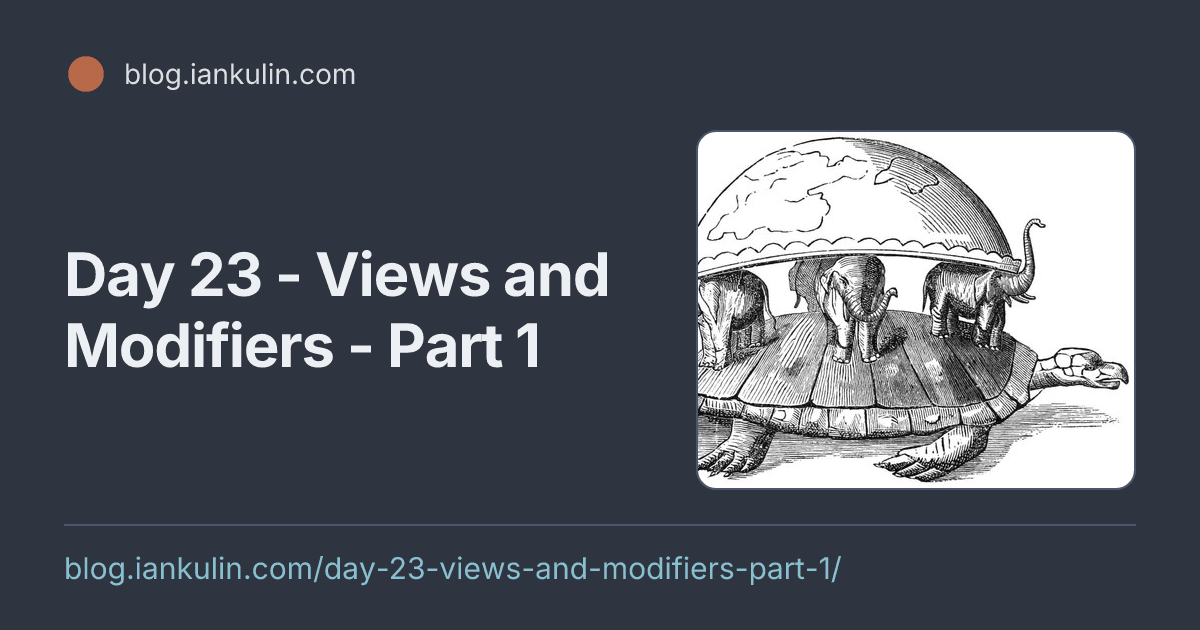 blog.iankulin.com
Day 23 - Views and
Modifiers - Part 1
blog.iankulin.com/day-23-views-and-modifiers-part-1/